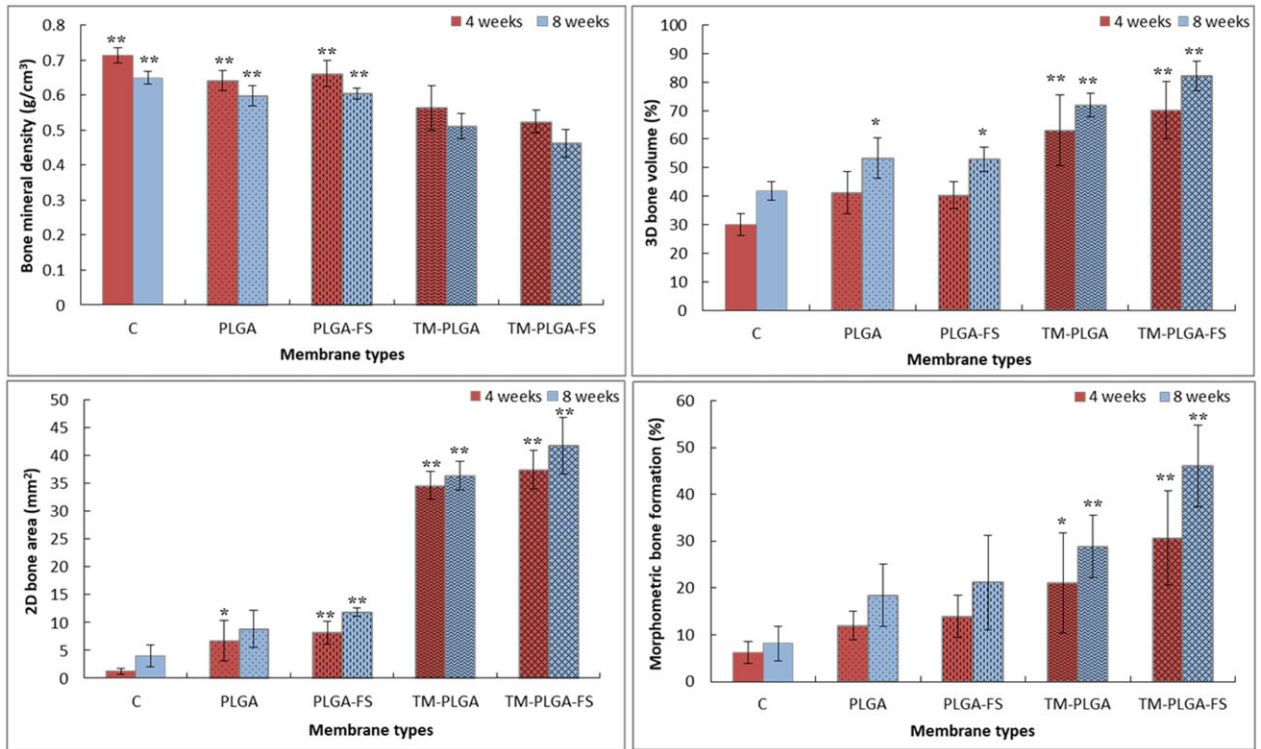 4 weeks 8 weeks
Bone mineral density (g/cm³)
0.8
0.7
0.6
0.5
0.4
0.3
0.2
0.1
0
** ** ** ** ** **
C PLGA PLGA-FS TM-PLGA TM-PLGA-FS
Membrane types
4 weeks 8 weeks
3D bone volume (%)
100
90
80
70
60
50
40
30
20
10
0
* * ** ** ** **
C PLGA PLGA-FS TM-PLGA TM-PLGA-FS
Membrane types
4 weeks 8 weeks
2D bone area (mm²)
50
45
40
35
30
25
20
15
10
5
0
* ** ** ** ** ** **
C PLGA PLGA-FS TM-PLGA TM-PLGA-FS
Membrane types
4 weeks 8 weeks
Morphometric bone formation (%)
60
50
40
30
20
10
0
* ** ** **
C PLGA PLGA-FS TM-PLGA TM-PLGA-FS
Membrane types